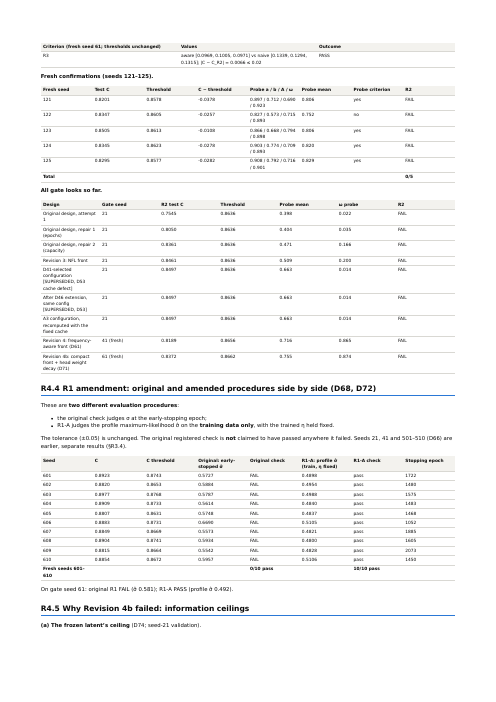 Criterion (fresh seed 61; thresholds unchanged) Values Outcome
R3 aware [0.0969, 0.1005, 0.0971] vs naive [0.1339, 0.1294, PASS
0.1315], |C − C_R2| = 0.0066 ≤ 0.02
Fresh confirmations (seeds 121–125).
Fresh seed Test C Threshold C − threshold Probe a / b / A / ω Probe mean Probe criterion R2
121 0.8201 0.8578 -0.0378 0.897 / 0.712 / 0.690 0.806 yes FAIL
/ 0.923
122 0.8347 0.8605 -0.0257 0.827 / 0.573 / 0.715 0.752 no FAIL
/ 0.893
123 0.8505 0.8613 -0.0108 0.866 / 0.668 / 0.794 0.806 yes FAIL
/ 0.898
124 0.8345 0.8623 -0.0278 0.903 / 0.774 / 0.709 0.820 yes FAIL
/ 0.893
125 0.8295 0.8577 -0.0282 0.908 / 0.792 / 0.716 0.829 yes FAIL
/ 0.901
Total 0/5
All gate looks so far.
Design Gate seed R2 test C Threshold Probe mean ω probe R2
Original design, attempt 21 0.7545 0.8636 0.398 0.022 FAIL
1
Original design, repair 1 21 0.8050 0.8636 0.404 0.035 FAIL
(epochs)
Original design, repair 2 21 0.8361 0.8636 0.471 0.166 FAIL
(capacity)
Revision 3: NFL front 21 0.8461 0.8636 0.509 0.200 FAIL
D41-selected 21 0.8497 0.8636 0.663 0.014 FAIL
configuration
[SUPERSEDED, D53
cache defect]
After D46 extension, 21 0.8497 0.8636 0.663 0.014 FAIL
same config
[SUPERSEDED, D53]
A3 configuration, 21 0.8497 0.8636 0.663 0.014 FAIL
recomputed with the
fixed cache
Revision 4: frequency- 41 (fresh) 0.8189 0.8656 0.716 0.865 FAIL
aware front (D61)
Revision 4b: compact 61 (fresh) 0.8372 0.8662 0.755 0.874 FAIL
front + head weight
decay (D71)
R4.4 R1 amendment: original and amended procedures side by side (D68, D72)
These are two different evaluation procedures:
• the original check judges σ at the early-stopping epoch;
• R1-A judges the profile maximum-likelihood σ̂ on the training data only, with the trained η held fixed.
The tolerance (±0.05) is unchanged. The original registered check is not claimed to have passed anywhere it failed. Seeds 21, 41 and 501–510 (D66) are
earlier, separate results (§R3.4).
Seed C C threshold Original: early- Original check R1-A: profile σ̂ R1-A check Stopping epoch
stopped σ̂ (train, η fixed)
601 0.8923 0.8743 0.5727 FAIL 0.4898 pass 1722
602 0.8820 0.8653 0.5884 FAIL 0.4954 pass 1480
603 0.8977 0.8768 0.5787 FAIL 0.4988 pass 1575
604 0.8909 0.8733 0.5614 FAIL 0.4840 pass 1483
605 0.8807 0.8631 0.5748 FAIL 0.4837 pass 1468
606 0.8883 0.8731 0.6690 FAIL 0.5105 pass 1052
607 0.8849 0.8669 0.5573 FAIL 0.4821 pass 1885
608 0.8904 0.8741 0.5934 FAIL 0.4800 pass 1605
609 0.8815 0.8664 0.5542 FAIL 0.4828 pass 2073
610 0.8854 0.8672 0.5957 FAIL 0.5106 pass 1450
Fresh seeds 601– 0/10 pass 10/10 pass
610
On gate seed 61: original R1 FAIL (σ̂ 0.581); R1-A PASS (profile σ̂ 0.492).
R4.5 Why Revision 4b failed: information ceilings
(a) The frozen latent’s ceiling (D74; seed-21 validation).